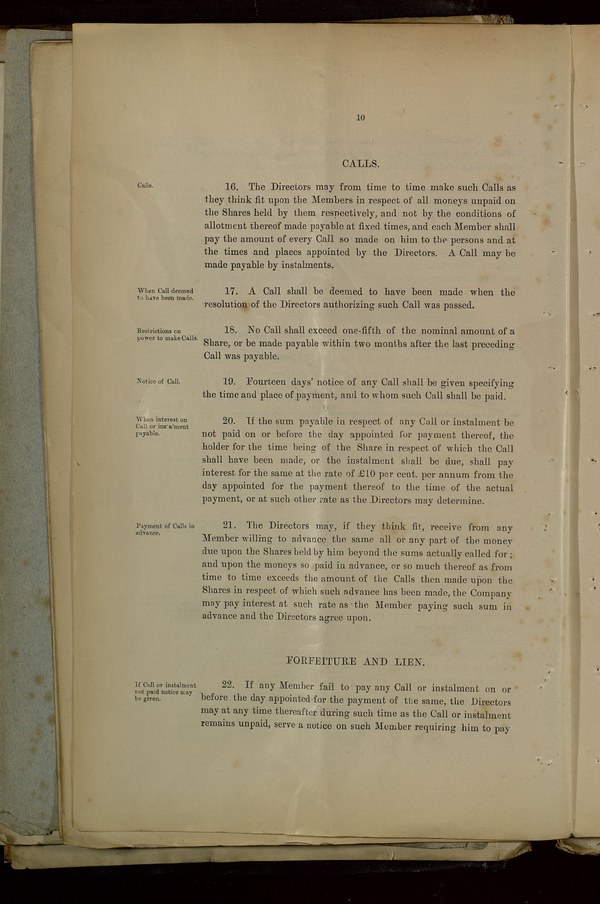 10
CALLS.
Calls.
16. The Directors may from time to time make such Calls as
they think fit upon the Members in respect of all moneys unpaid on
the Shares held by them respectively, and not by the conditions of
allotment thereof made payable at fixed times, and each Member shall
pay the amount of every Call so made on him to the persons and at
the times and places appointed by the Directors. A Call may be
made payable by instalments.
When Call deemed
to have been made.
17. A Call shall be deemed to have been made when the
resolution of the Directors authorizing such Call was passed.
Restrictions on
power to make Calls.
18. No Call shall exceed one-fifth of the nominal amount of a
Share, or be made payable within two months after the last preceding
Call was payable.
Notice of Call.
19. Fourteen days' notice of any Call shall be given specifying
the time and place of payment, and to whom such Call shall be paid.
When interest on
Call or instalment
payable.
20. If the sum payable in respect of any Call or instalment be
not paid on or before the day appointed for payment thereof, the
holder for the time being of the Share in respect of which the Call
shall have been made, or the instalment shall be due, shall pay
interest for the same at the rate of £10 per cent. per annum from the
day appointed for the payment thereof to the time of the actual
payment, or at such other rate as the Directors may determine.
Payment of Calls in
advance.
21. The Directors may, if they think fit, receive from any
Member willing to advance the same all or any part of the money
due upon the Shares held by him beyond the sums actually called for;
and upon the moneys so paid in advance, or so much thereof as from
time to time exceeds the amount of the Calls then made upon the
Shares in respect of which such advance has been made, the Company
may pay interest at such rate as the Member paying such sum in
advance and the Directors agree upon.
FORFEITURE AND LIEN.
If Call or instalment
not paid notice may
be given.
22. If any Member fail to pay any Call or instalment on or
before the day appointed for the payment of the same, the Directors
may at any time thereafter during such time as the Call or instalment
remains unpaid, serve a notice on such Member requiring him to pay